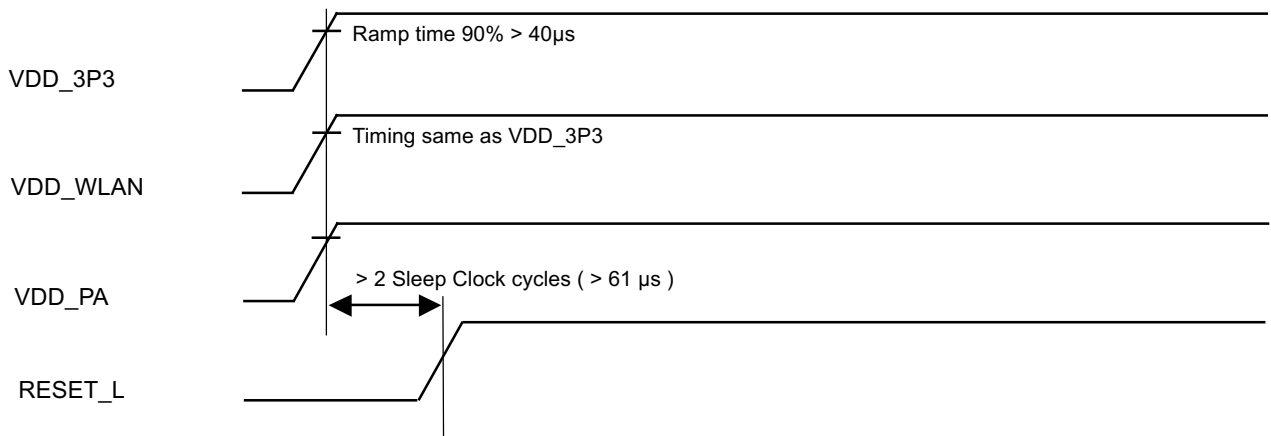 Ramp time 90% > 40µs
VDD_3P3
Timing same as VDD_3P3
VDD_WLAN
> 2 Sleep Clock cycles ( > 61 µs )
VDD_PA
RESET_L